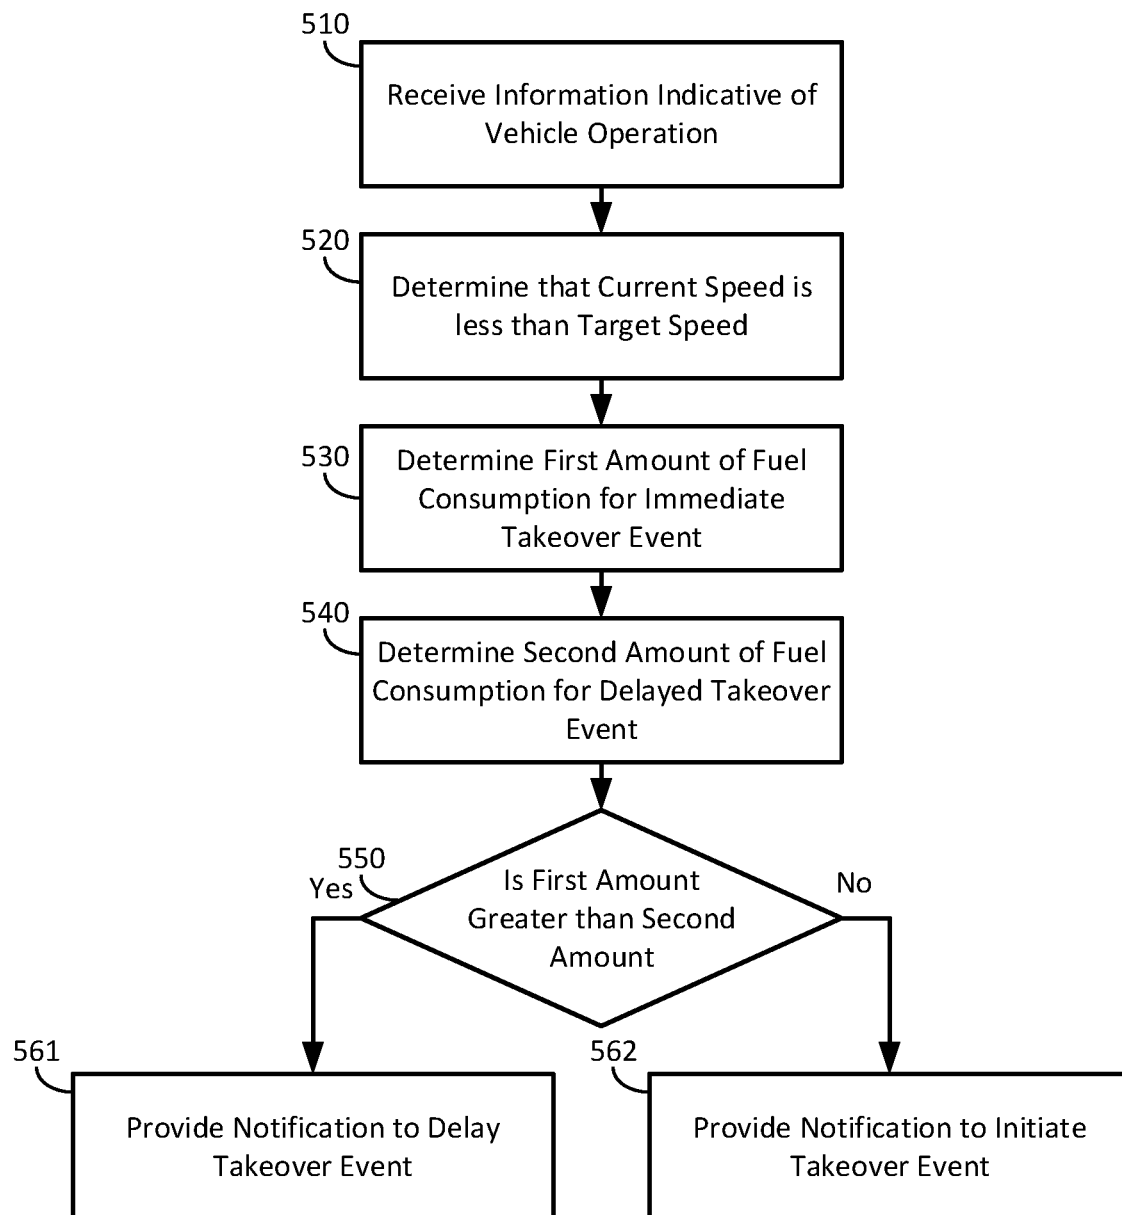 510
Receive Information Indicative of
Vehicle Operation
520
Determine that Current Speed is
less than Target Speed
530
Determine First Amount of Fuel
Consumption for Immediate
Takeover Event
540
Determine Second Amount of Fuel
Consumption for Delayed Takeover
Event
550
Yes
Is First Amount
Greater than Second
Amount
No
561
Provide Notification to Delay
Takeover Event
562
Provide Notification to Initiate
Takeover Event